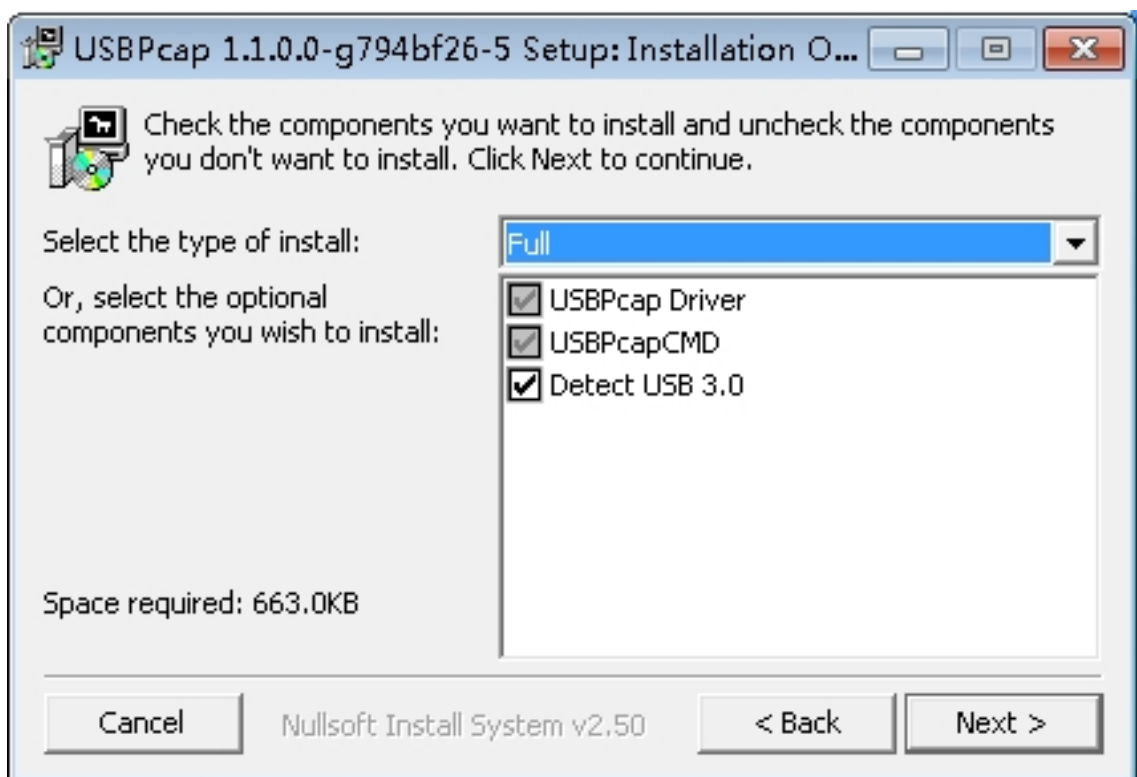 USBPcap 1.1.0.0-g794bf26-5 Setup: Installation O...
Check the components you want to install and uncheck the components
you don't want to install. Click Next to continue.
Select the type of install:
Full
Or, select the optional
components you wish to install:
USBPcap Driver
USBPcapCMD
Detect USB 3.0
Space required: 663.0KB
Cancel
Nullsoft Install System v2.50
< Back
Next >